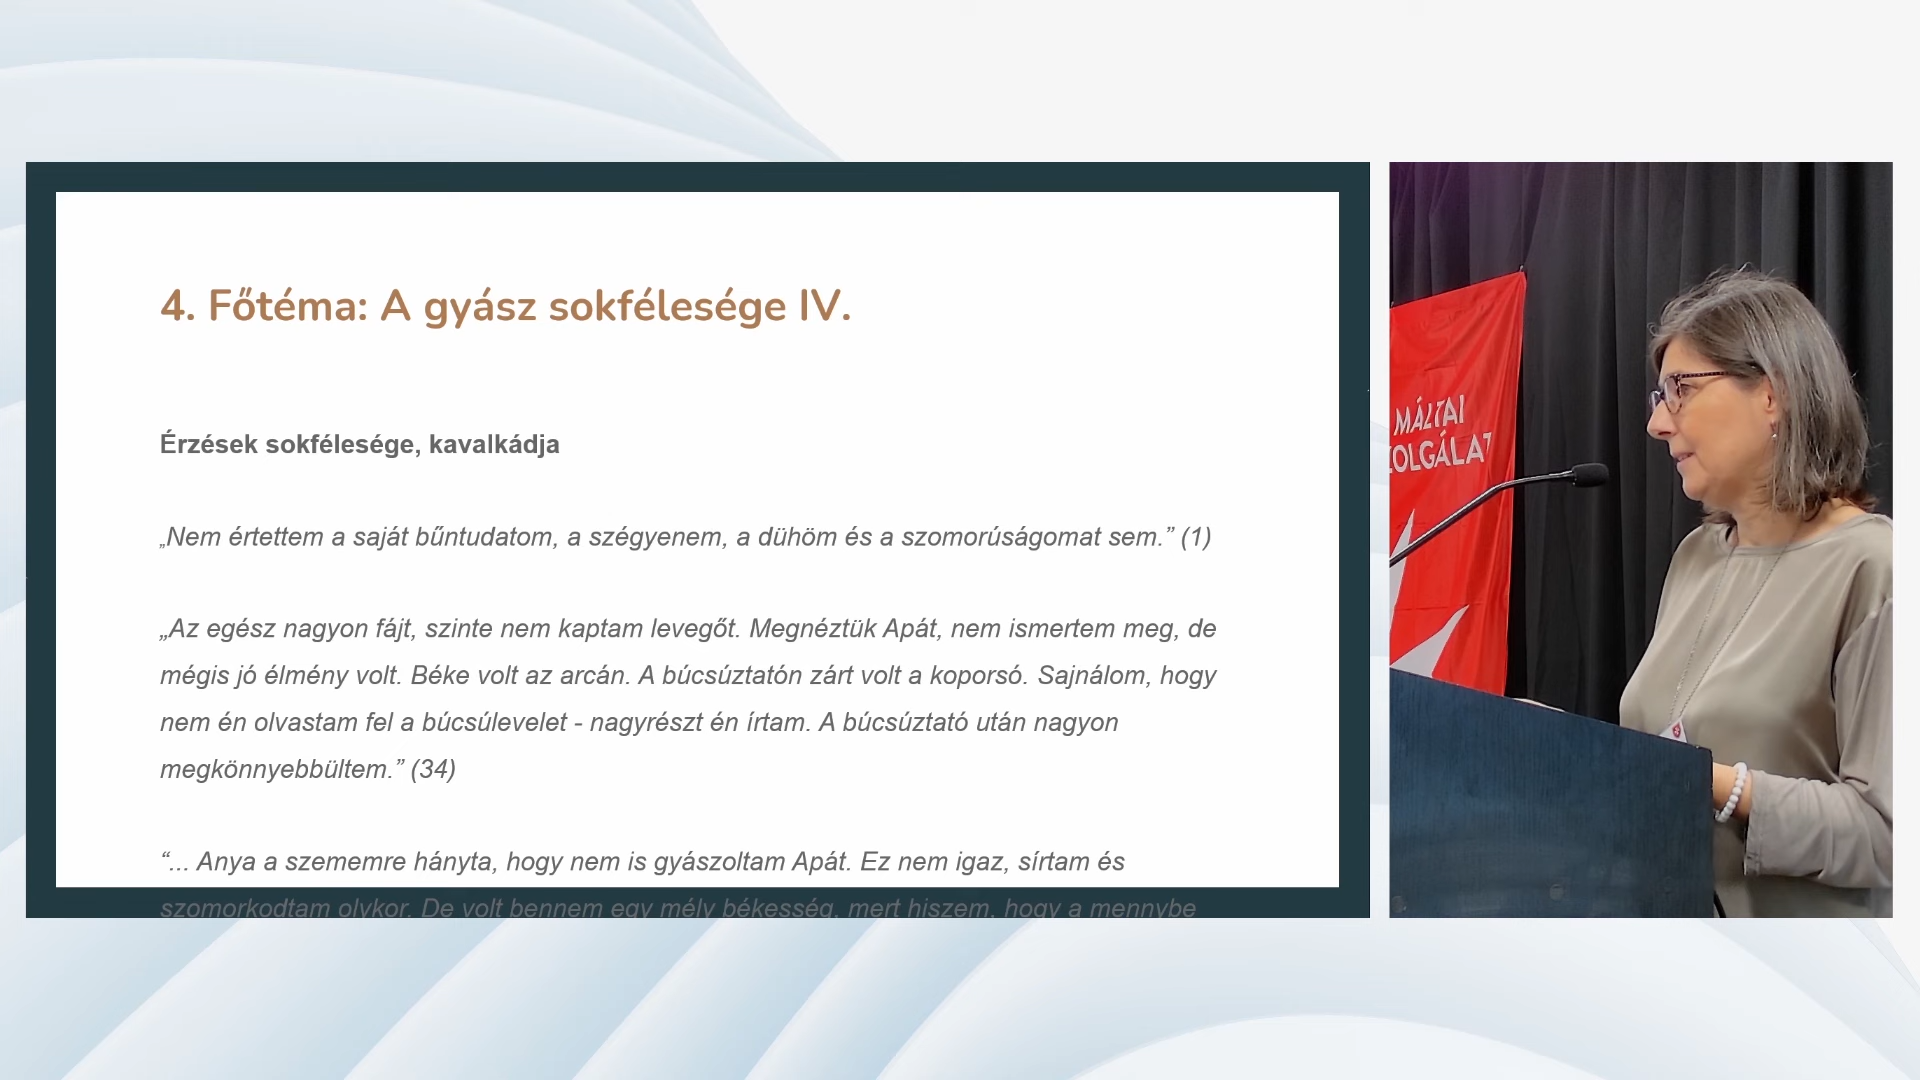 4. Főtéma: A gyász sokfélesége IV.
Érzések sokfélesége, kavalkádja
„Nem értettem a saját bűntudatom, a szégyenem, a dühöm és a szomorúságomat sem.” (1)
„Az egész nagyon fájt, szinte nem kaptam levegőt. Megnéztük Apát, nem ismertem meg, de
mégis jó élmény volt. Béke volt az arcán. A búcsúztatón zárt volt a koporsó. Sajnálom, hogy
nem én olvastam fel a búcsúlevelet - nagyrészt én írtam. A búcsúztató után nagyon
megkönnyebbültem.” (34)
“... Anya a szememre hányta, hogy nem is gyászoltam Apát. Ez nem igaz, sírtam és
szomorkodtam olykor. De volt bennem egy mély békesség, mert hiszem, hogy a mennybe
MÁLTAI
ZOLGÁLAT